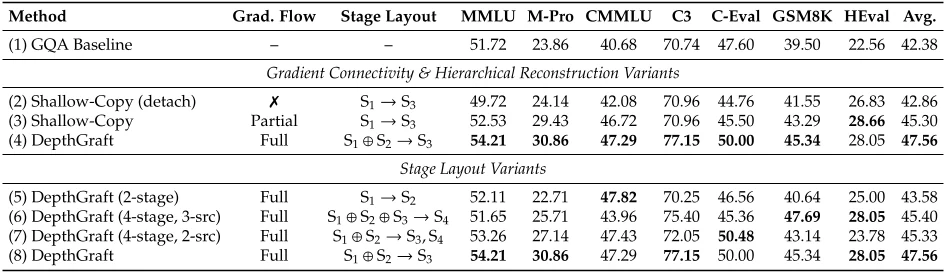 Method Grad. Flow Stage Layout MMLU M-Pro CMMLU C3 C-Eval GSM8K HEval Avg.
(1) GQA Baseline – – 51.72 23.86 40.68 70.74 47.60 39.50 22.56 42.38
Gradient Connectivity & Hierarchical Reconstruction Variants
(2) Shallow-Copy (detach) ✗ S₁ → S₃ 49.72 24.14 42.08 70.96 44.76 41.55 26.83 42.86
(3) Shallow-Copy Partial S₁ → S₃ 52.53 29.43 46.72 70.96 45.50 43.29 28.66 45.30
(4) DepthGraft Full S₁ ⊕ S₂ → S₃ 54.21 30.86 47.29 77.15 50.00 45.34 28.05 47.56
Stage Layout Variants
(5) DepthGraft (2-stage) Full S₁ → S₂ 52.11 22.71 47.82 70.25 46.56 40.64 25.00 43.58
(6) DepthGraft (4-stage, 3-src) Full S₁ ⊕ S₂ ⊕ S₃ → S₄ 51.65 25.71 43.96 75.40 45.36 47.69 28.05 45.40
(7) DepthGraft (4-stage, 2-src) Full S₁ ⊕ S₂ → S₃, S₄ 53.26 27.14 47.43 72.05 50.48 43.14 23.78 45.33
(8) DepthGraft Full S₁ ⊕ S₂ → S₃ 54.21 30.86 47.29 77.15 50.00 45.34 28.05 47.56